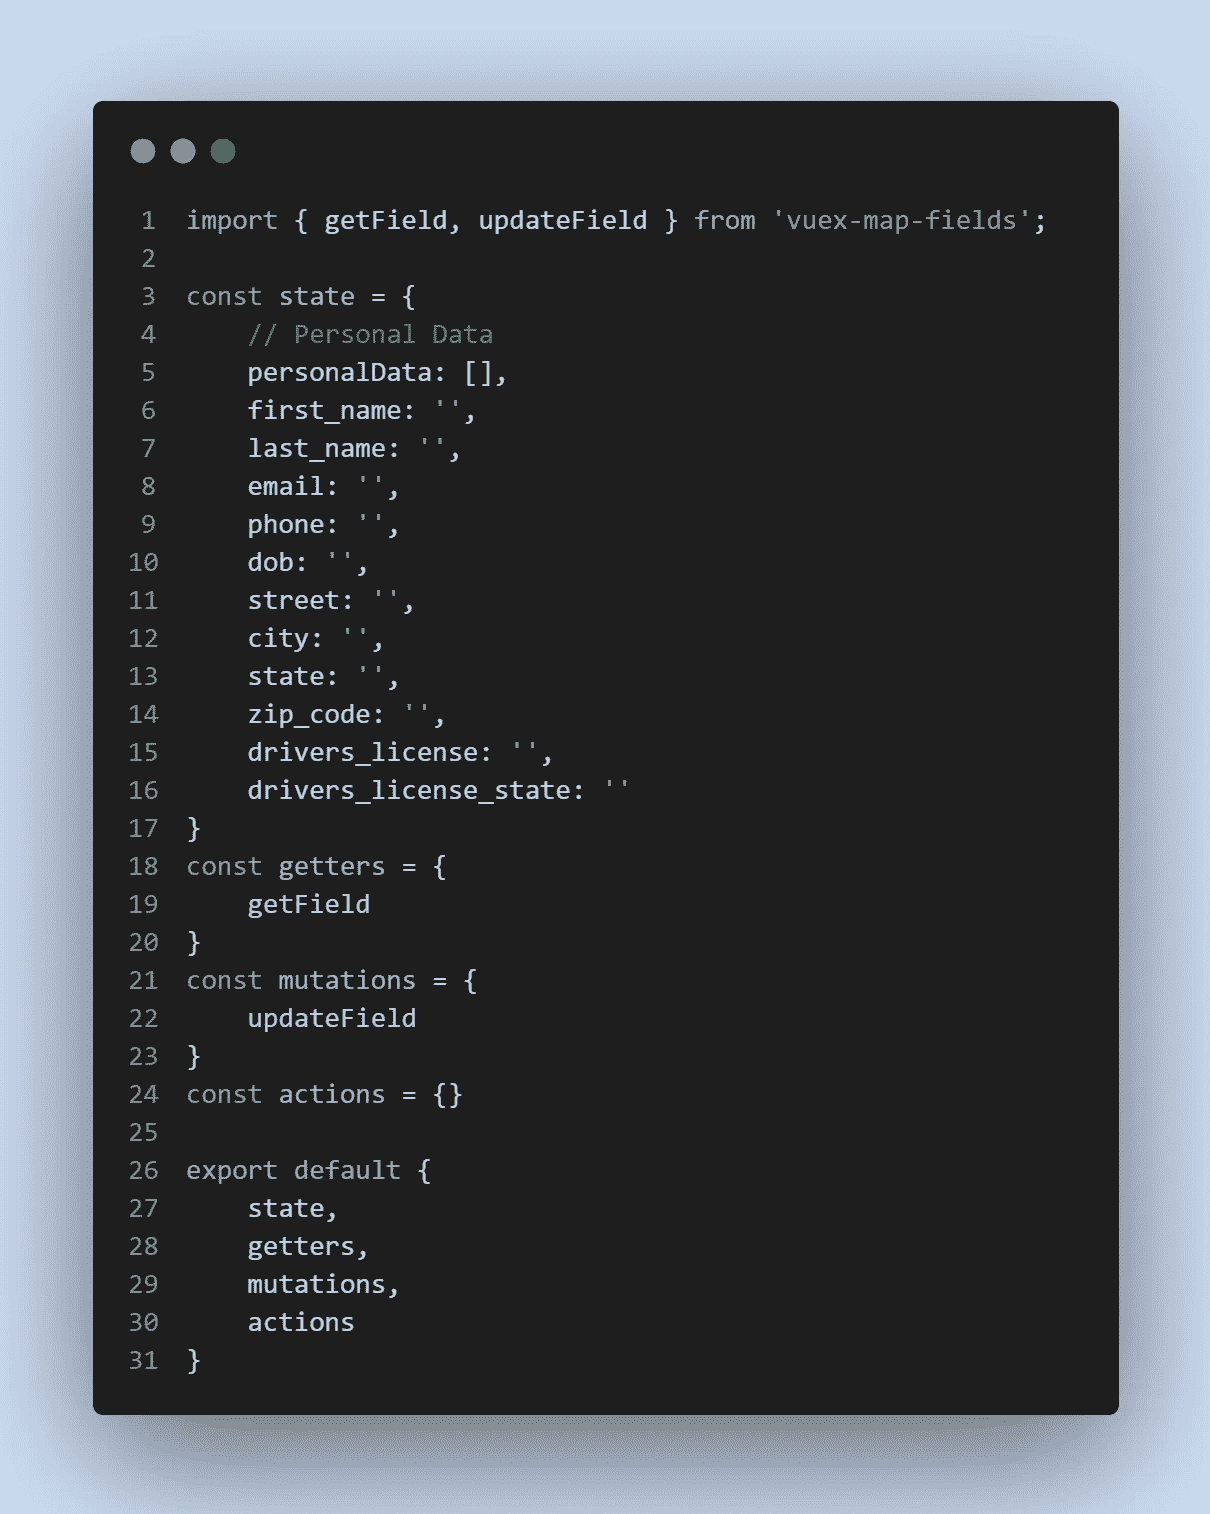 1 import { getField, updateField } from 'vuex-map-fields';
2
3 const state = {
4     // Personal Data
5     personalData: [],
6     first_name: '',
7     last_name: '',
8     email: '',
9     phone: '',
10     dob: '',
11     street: '',
12     city: '',
13     state: '',
14     zip_code: '',
15     drivers_license: '',
16     drivers_license_state: ''
17 }
18 const getters = {
19     getField
20 }
21 const mutations = {
22     updateField
23 }
24 const actions = {}
25
26 export default {
27     state,
28     getters,
29     mutations,
30     actions
31 }